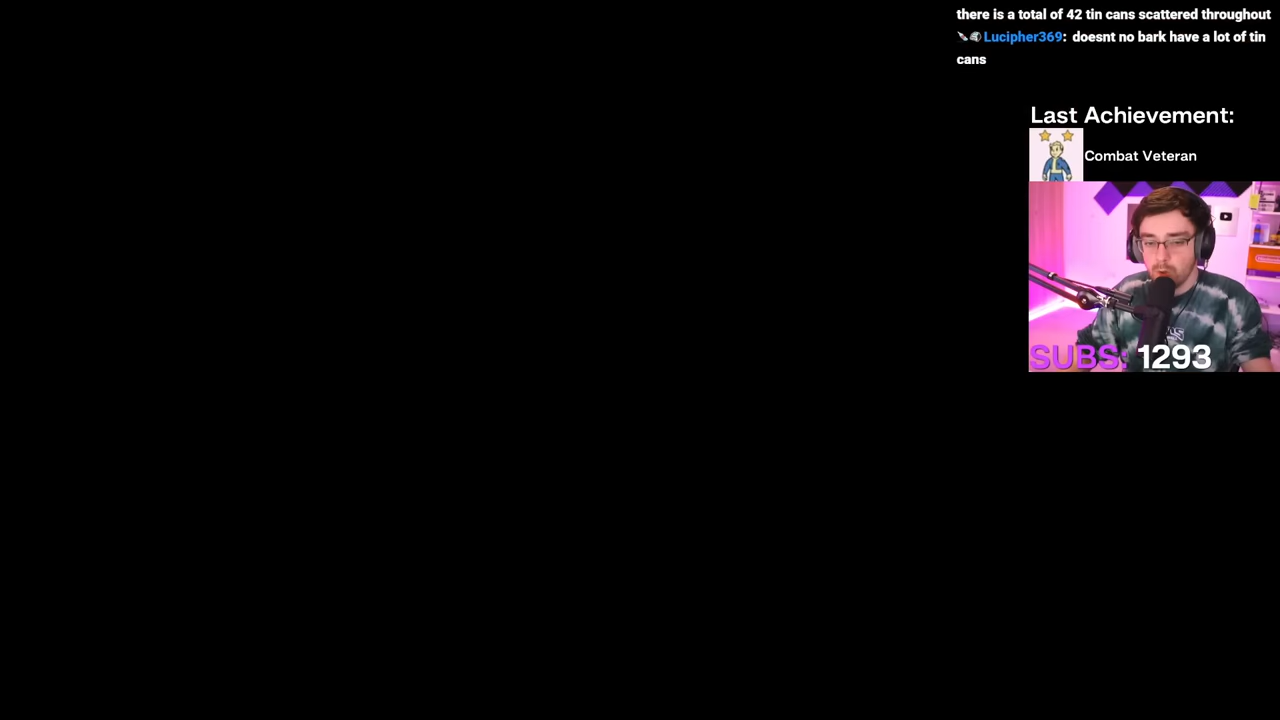 there is a total of 42 tin cans scattered throughout
Lucipher369: doesnt no bark have a lot of tin
cans
Last Achievement:
Combat Veteran
SUBS: 1293